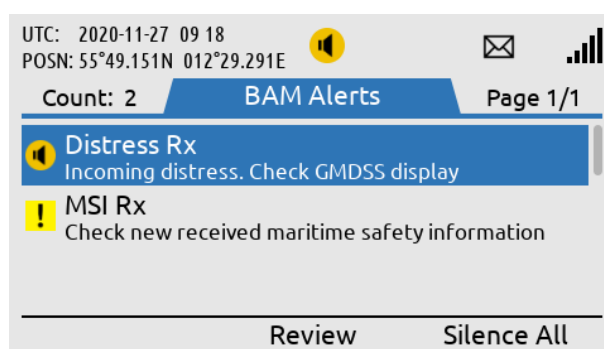 UTC: 2020-11-27 09 18
POSN: 55°49.151N 012°29.291E
Count: 2 BAM Alerts Page 1/1
Distress Rx
Incoming distress. Check GMDSS display
! MSI Rx
Check new received maritime safety information
Review Silence All